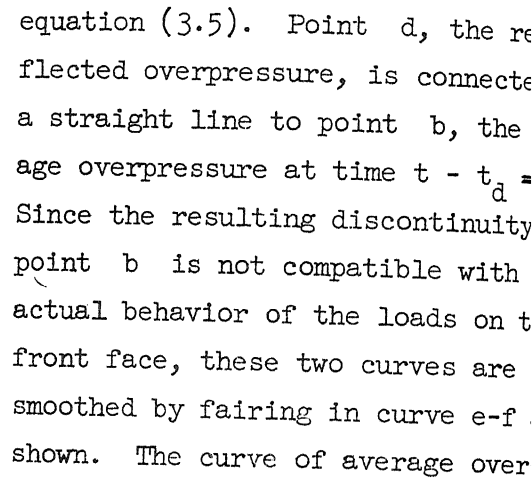 equation (3.5). Point d, the re
flected overpressure, is connecte
a straight line to point b, the
age overpressure at time t - t_d =
Since the resulting discontinuity
point b is not compatible with
actual behavior of the loads on t
front face, these two curves are
smoothed by fairing in curve e-f
shown. The curve of average over